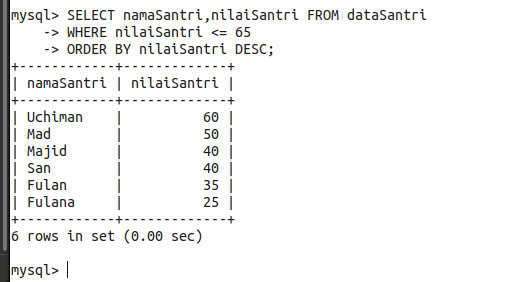 mysql> SELECT namaSantri,nilaiSantri FROM dataSantri
    -> WHERE nilaiSantri <= 65
    -> ORDER BY nilaiSantri DESC;
+------------+-------------+
| namaSantri | nilaiSantri |
+------------+-------------+
| Uchiman    |          60 |
| Mad        |          50 |
| Majid      |          40 |
| San        |          40 |
| Fulan      |          35 |
| Fulana     |          25 |
+------------+-------------+
6 rows in set (0.00 sec)

mysql>